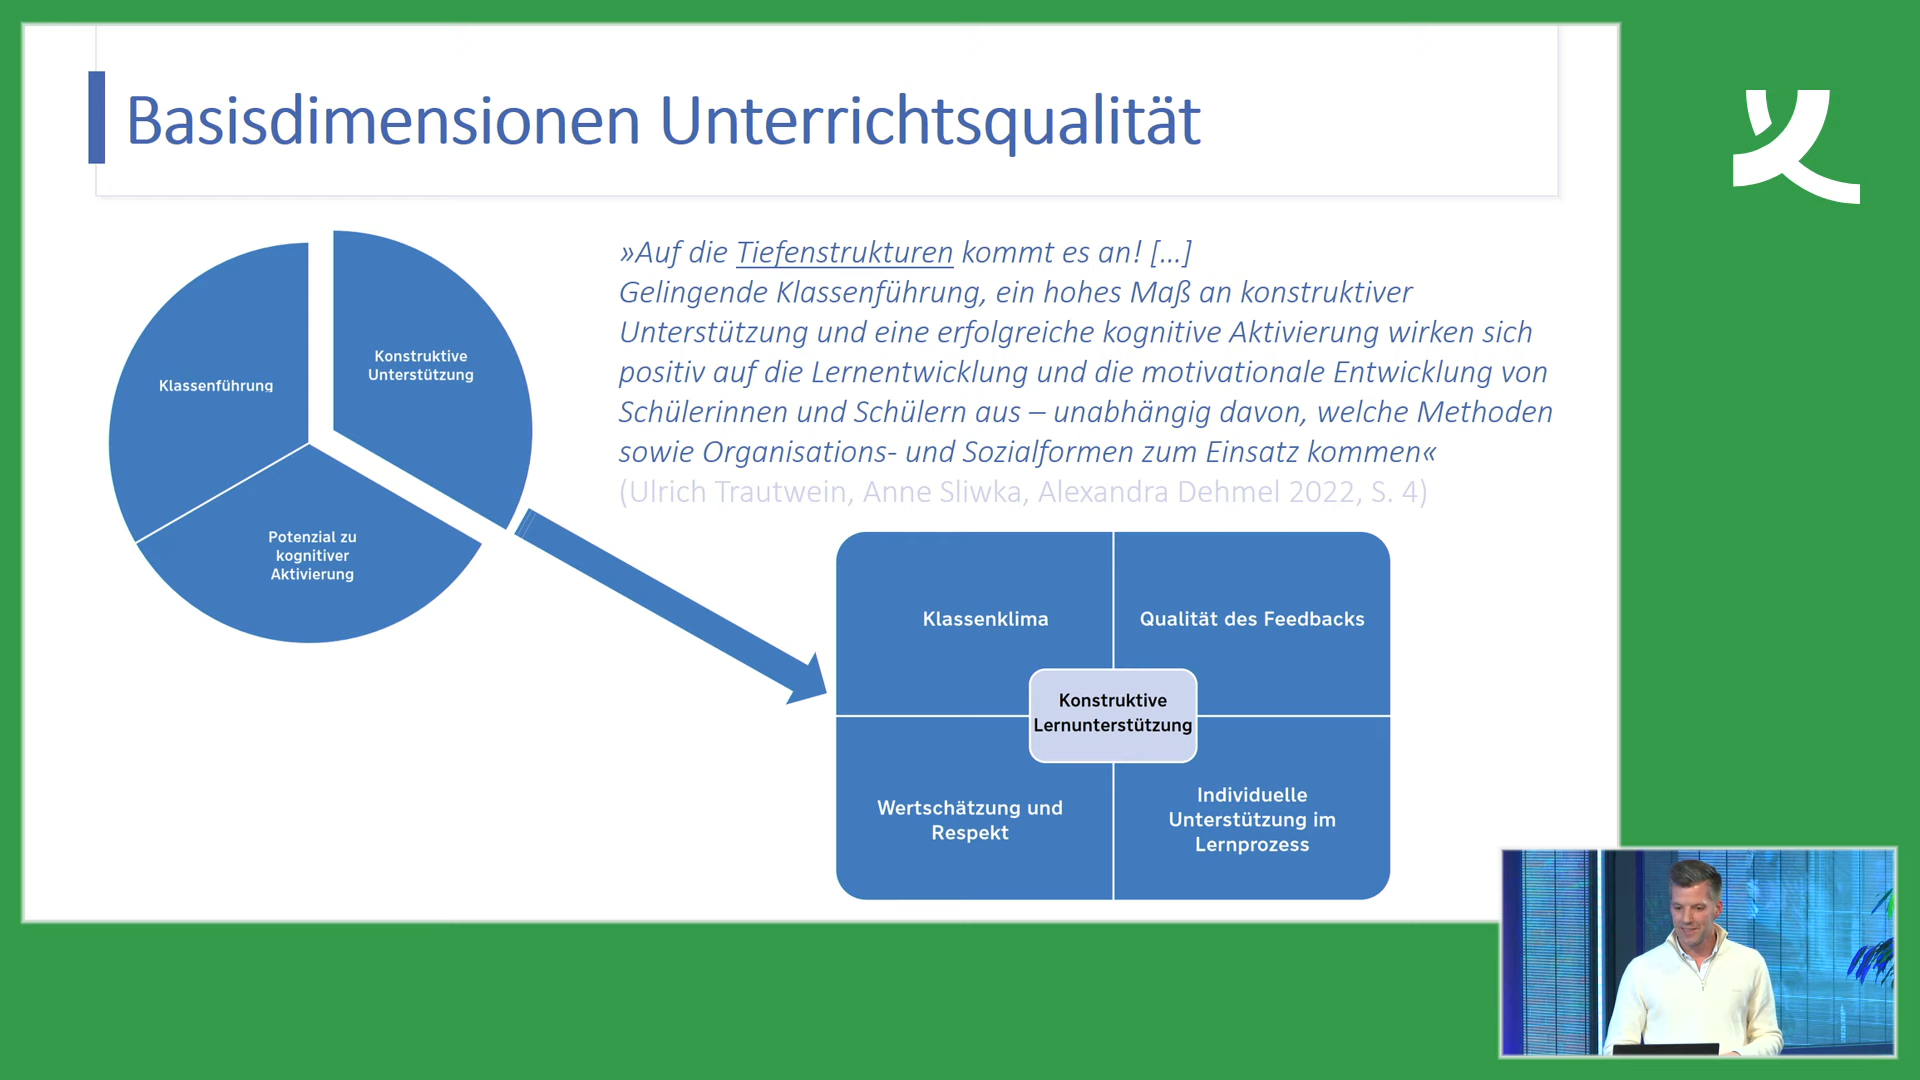 Basisdimensionen Unterrichtsqualität
Klassenführung
Konstruktive
Unterstützung
Potenzial zu
kognitiver
Aktivierung
»Auf die Tiefenstrukturen kommt es an! [...]
Gelingende Klassenführung, ein hohes Maß an konstruktiver
Unterstützung und eine erfolgreiche kognitive Aktivierung wirken sich
positiv auf die Lernentwicklung und die motivationale Entwicklung von
Schülerinnen und Schülern aus – unabhängig davon, welche Methoden
sowie Organisations- und Sozialformen zum Einsatz kommen«
(Ulrich Trautwein, Anne Sliwka, Alexandra Dehmel 2022, S. 4)
Klassenklima
Qualität des Feedbacks
Konstruktive
Lernunterstützung
Wertschätzung und
Respekt
Individuelle
Unterstützung im
Lernprozess